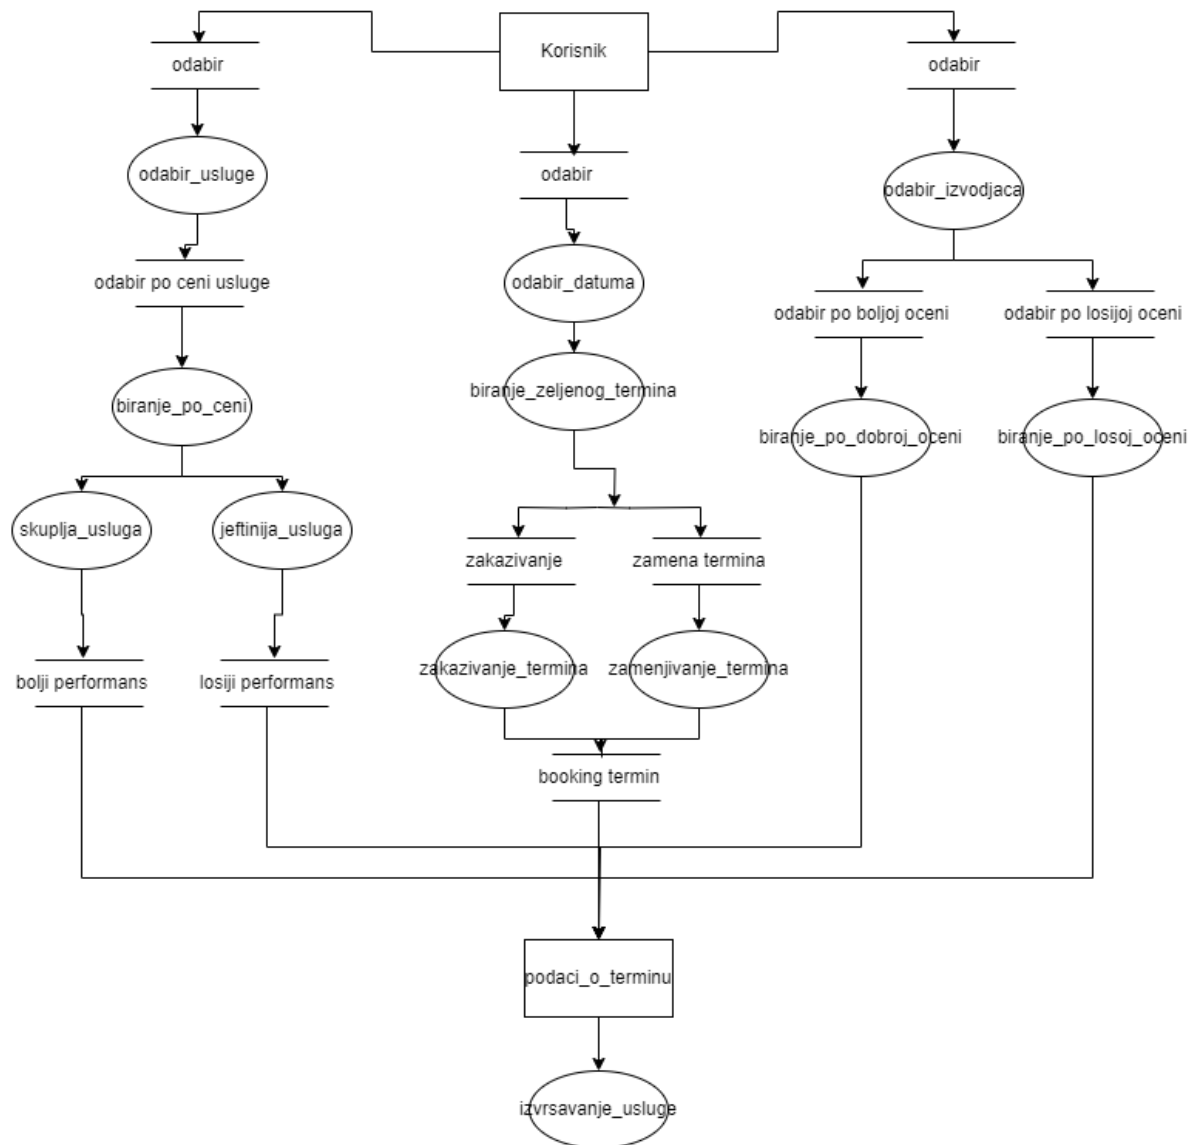 Korisnik
odabir
odabir
odabir_usluge
odabir
odabir_izvodjaca
odabir po ceni usluge
odabir_datuma
odabir po boljoj oceni
odabir po losijoj oceni
biranje_po_ceni
biranje_zeljenog_termina
biranje_po_dobroj_oceni
biranje_po_losoj_oceni
skuplja_usluga
jeftinija_usluga
zakazivanje
zamena termina
zakazivanje_termina
zamenjivanje_termina
bolji performans
losiji performans
booking termin
podaci_o_terminu
izvrsavanje_usluge